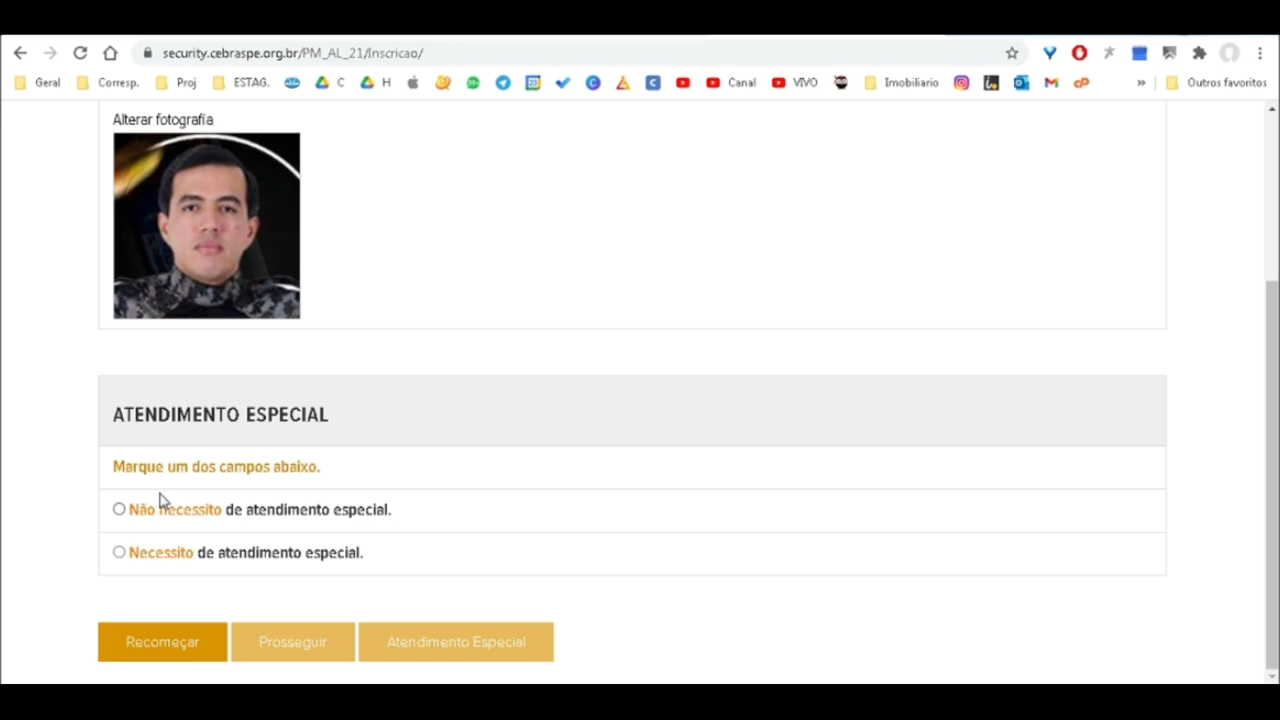 security.cebraspe.org.br/PM_AL_21/Inscricao/
Geral Corresp. Proj ESTAG. C H Canal VIVO Imobiliario » Outros favoritos
Alterar fotografia
ATENDIMENTO ESPECIAL
Marque um dos campos abaixo.
Não necessito de atendimento especial.
Necessito de atendimento especial.
Recomeçar Prosseguir Atendimento Especial